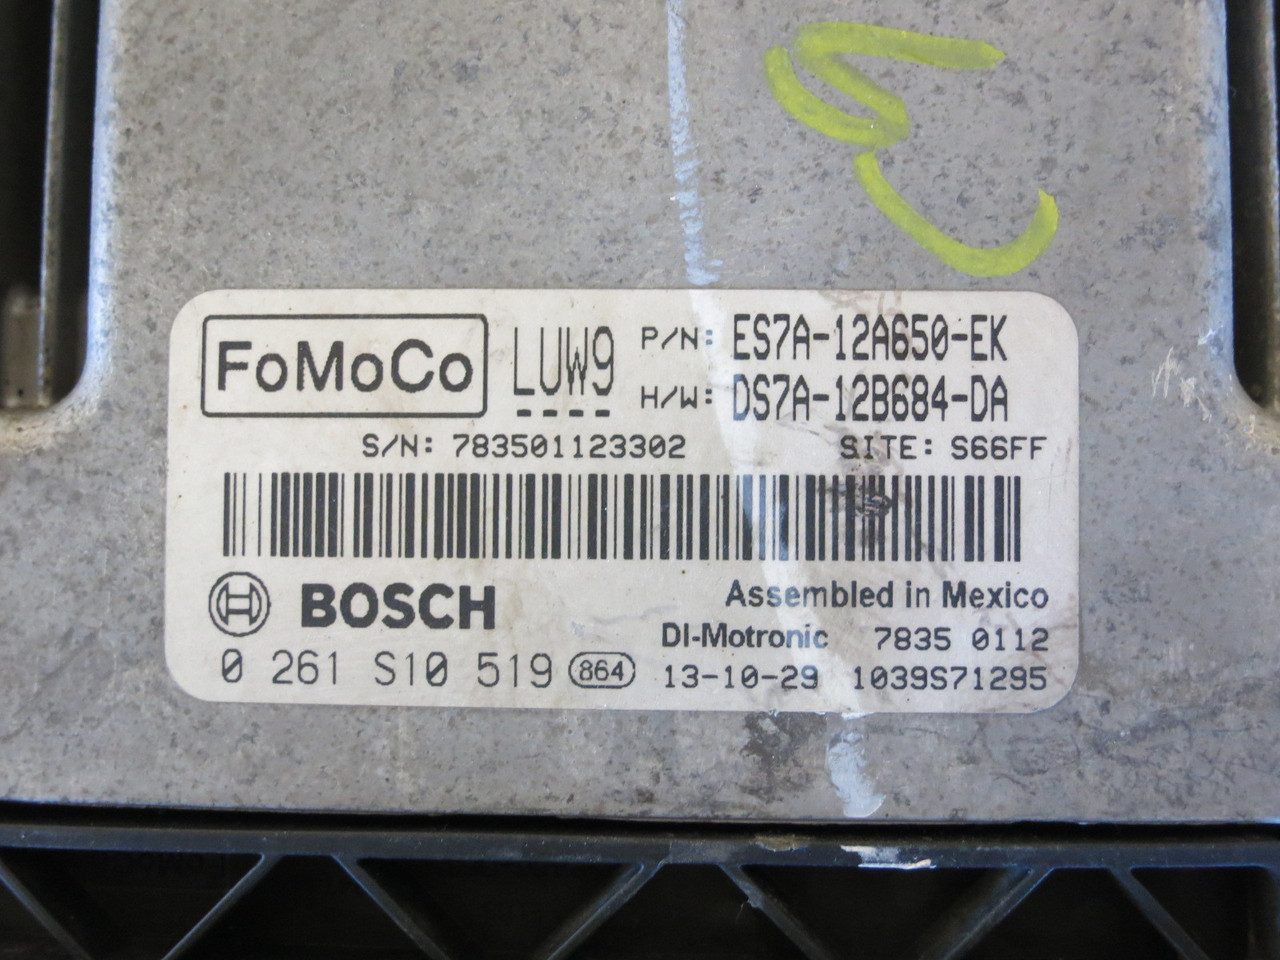 FoMoCo LUW9 P/N: ES7A-12A650-EK
H/W: DS7A-12B684-DA
S/N: 783501123302 SITE: S66FF
BOSCH Assembled in Mexico
DI-Motronic 7835 0112
0 261 S10 519 864 13-10-29 1039S71295